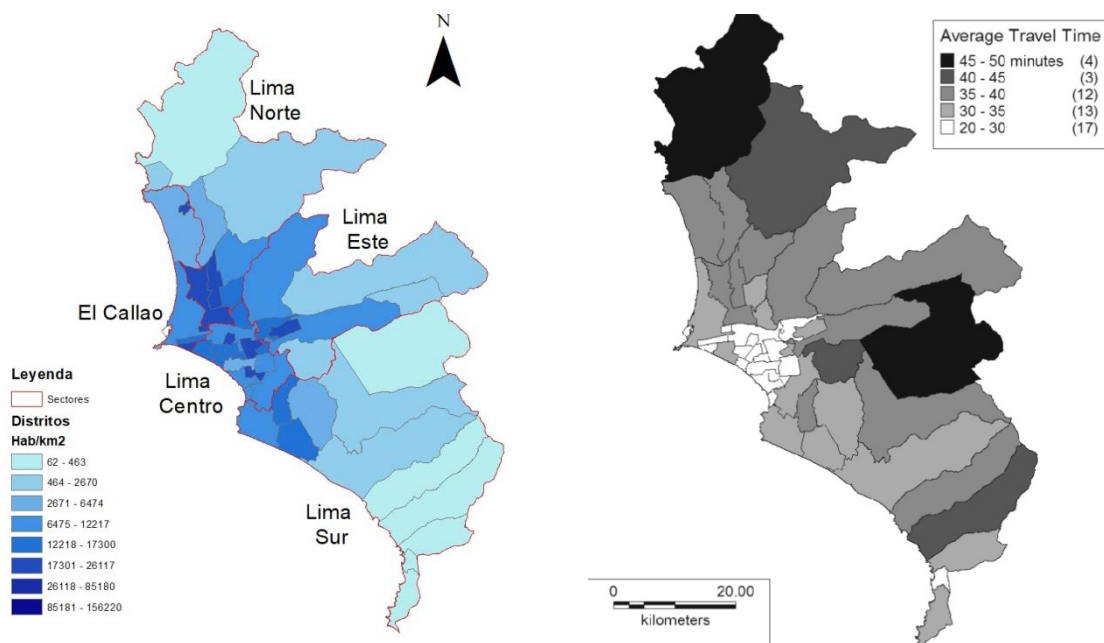 N
Lima
Norte
Lima
Este
El Callao
Lima
Centro
Lima
Sur
Leyenda
Sectores
Distritos
Hab/km2
62 - 463
464 - 2670
2671 - 6474
6475 - 12217
12218 - 17300
17301 - 26117
26118 - 85180
85181 - 156220
Average Travel Time
45 - 50 minutes (4)
40 - 45 (3)
35 - 40 (12)
30 - 35 (13)
20 - 30 (17)
0 20.00
kilometers